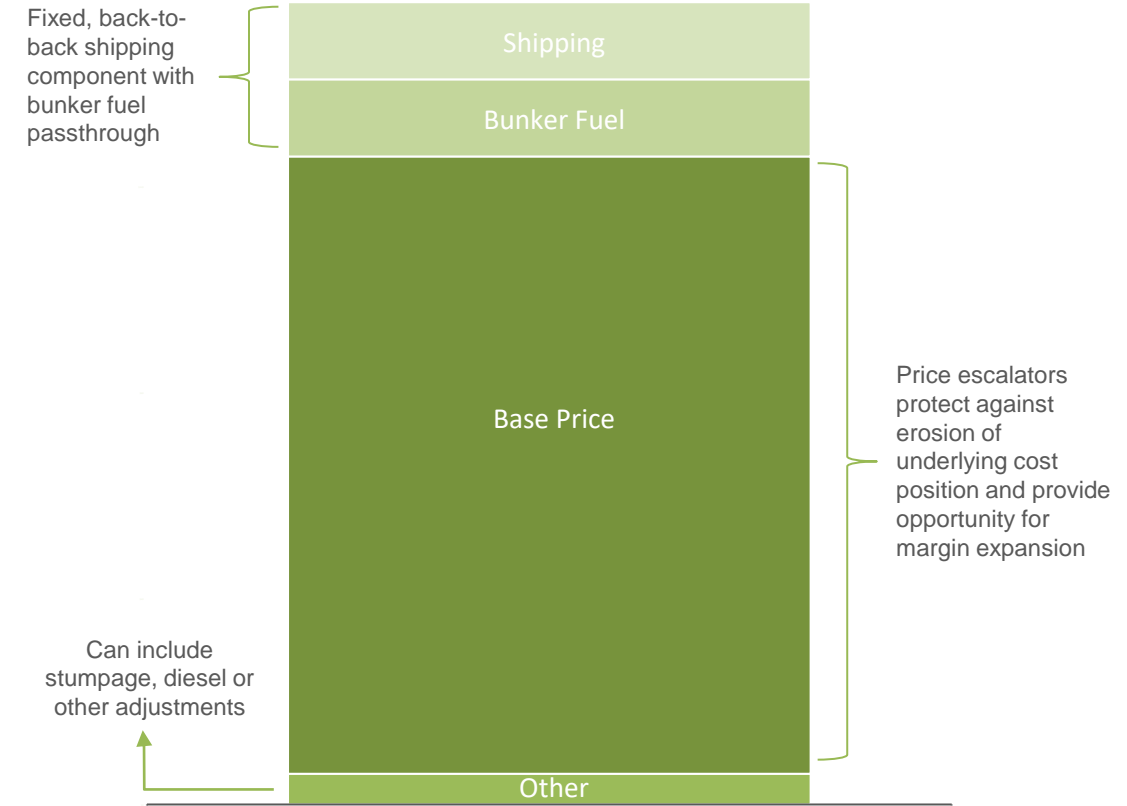 Fixed, back-to-
back shipping
component with
bunker fuel
passthrough
Shipping
Bunker Fuel
Base Price
Price escalators
protect against
erosion of
underlying cost
position and provide
opportunity for
margin expansion
Can include
stumpage, diesel or
other adjustments
Other